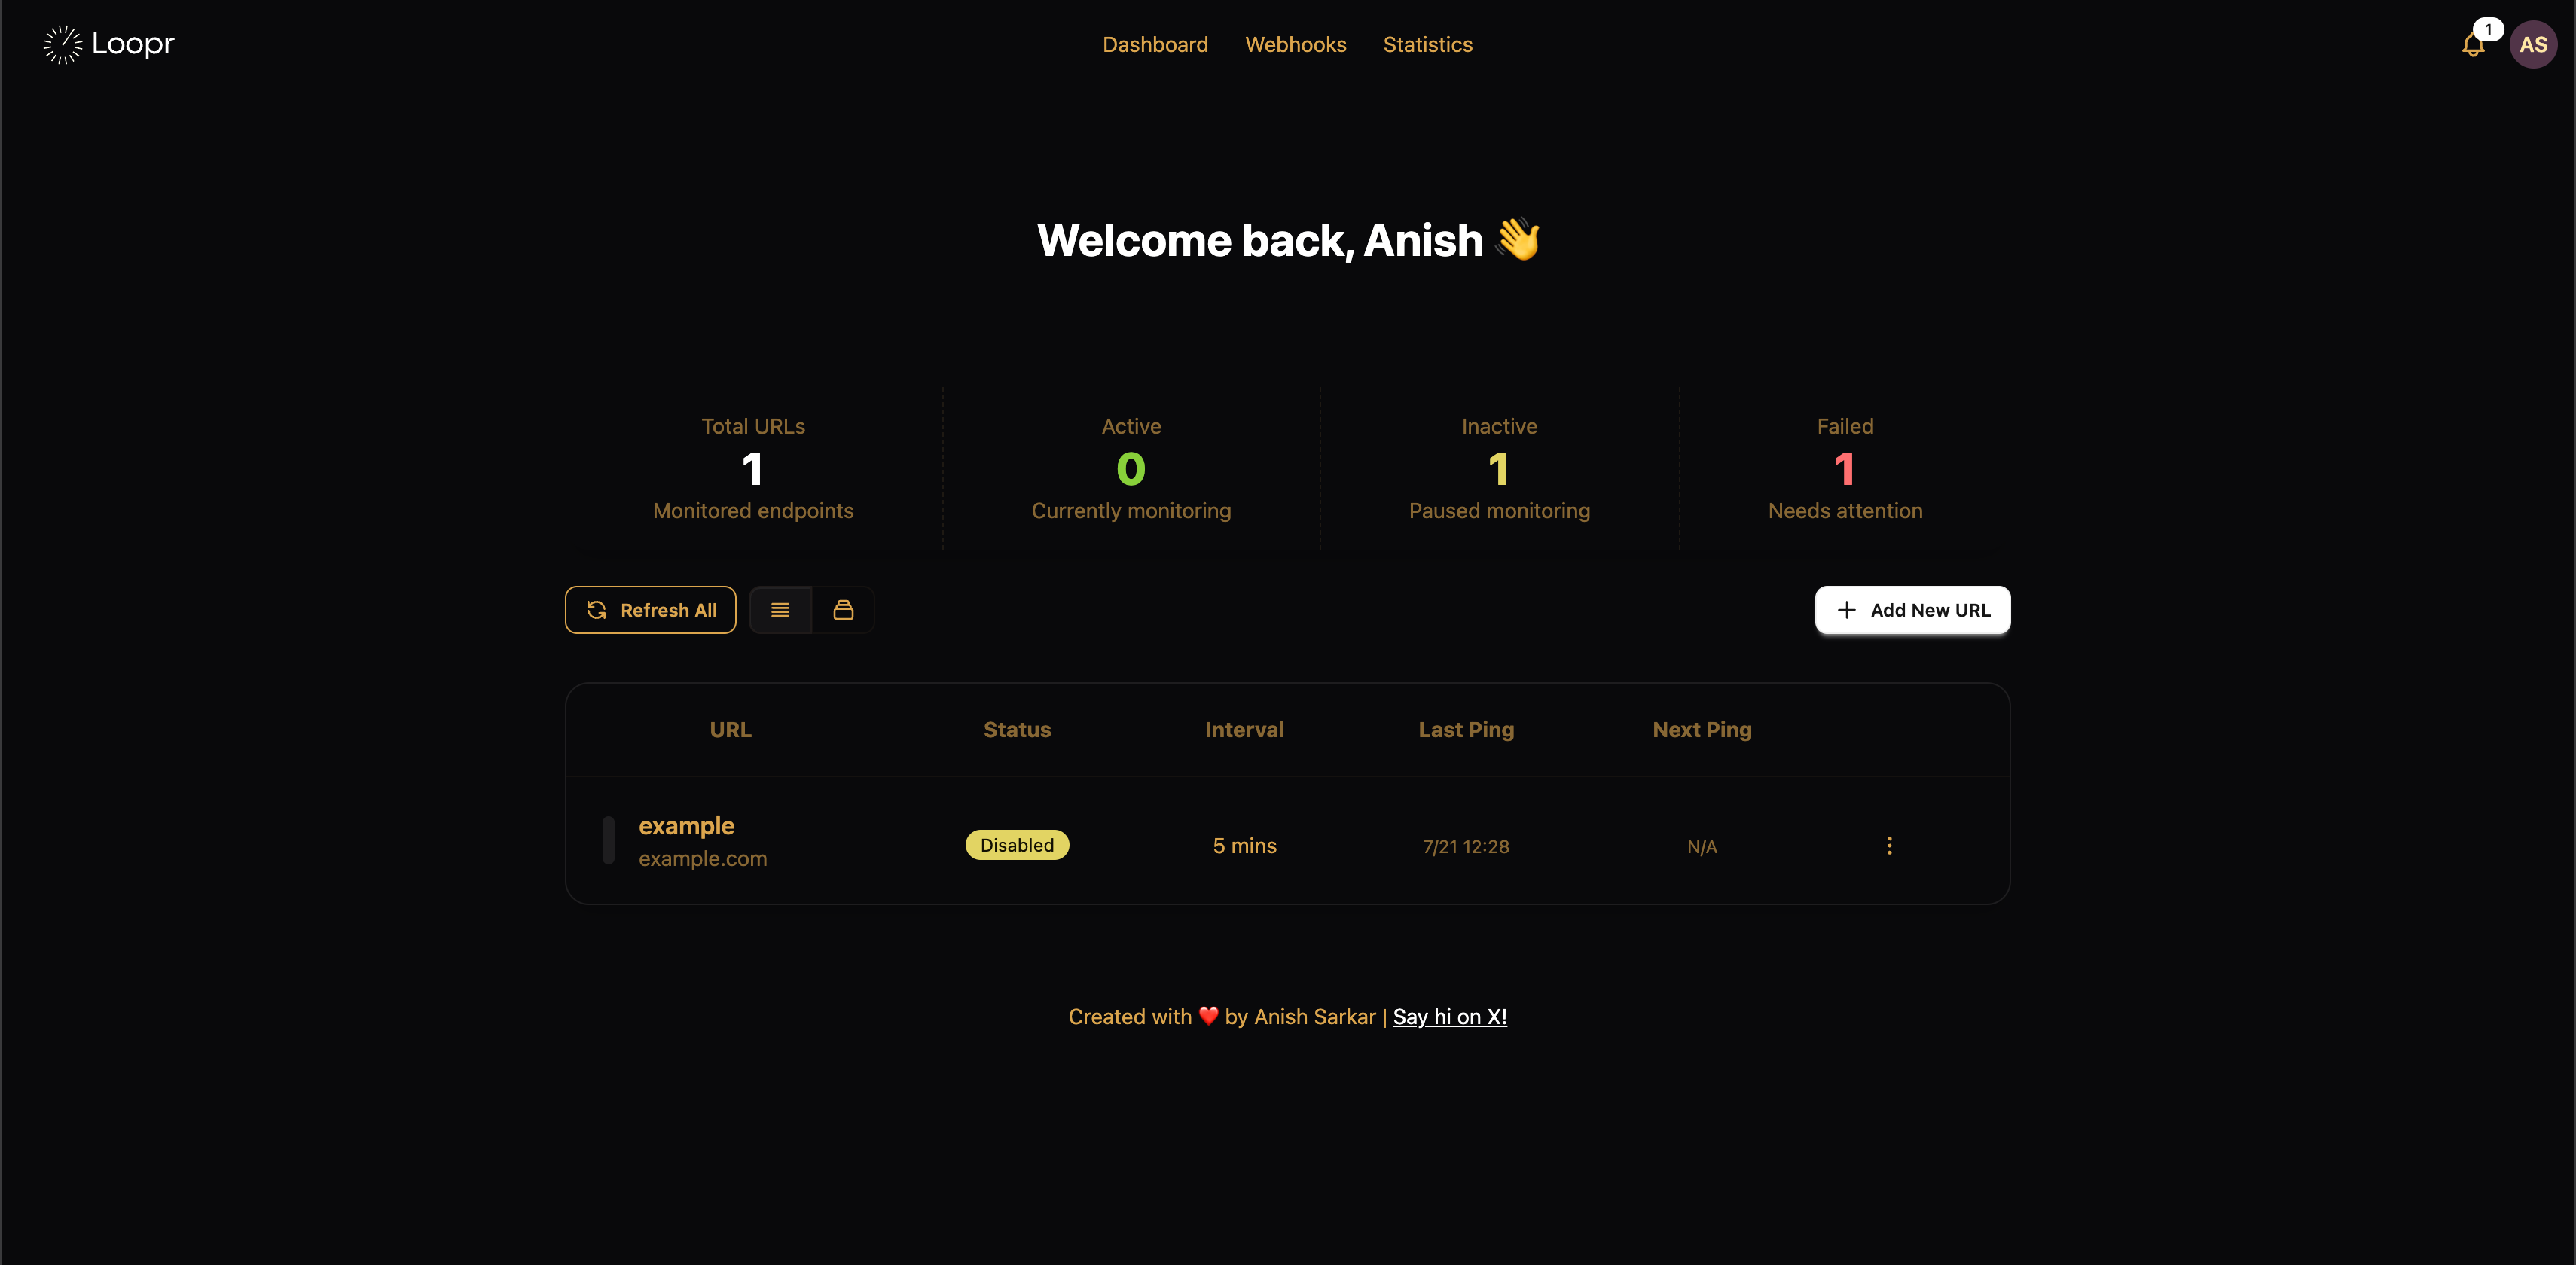 Loopr
Dashboard Webhooks Statistics
1
AS
Welcome back, Anish 👋
Total URLs
1
Monitored endpoints
Active
0
Currently monitoring
Inactive
1
Paused monitoring
Failed
1
Needs attention
Refresh All
Add New URL
URL Status Interval Last Ping Next Ping
example
example.com
Disabled
5 mins
7/21 12:28
N/A
Created with ❤️ by Anish Sarkar | Say hi on X!